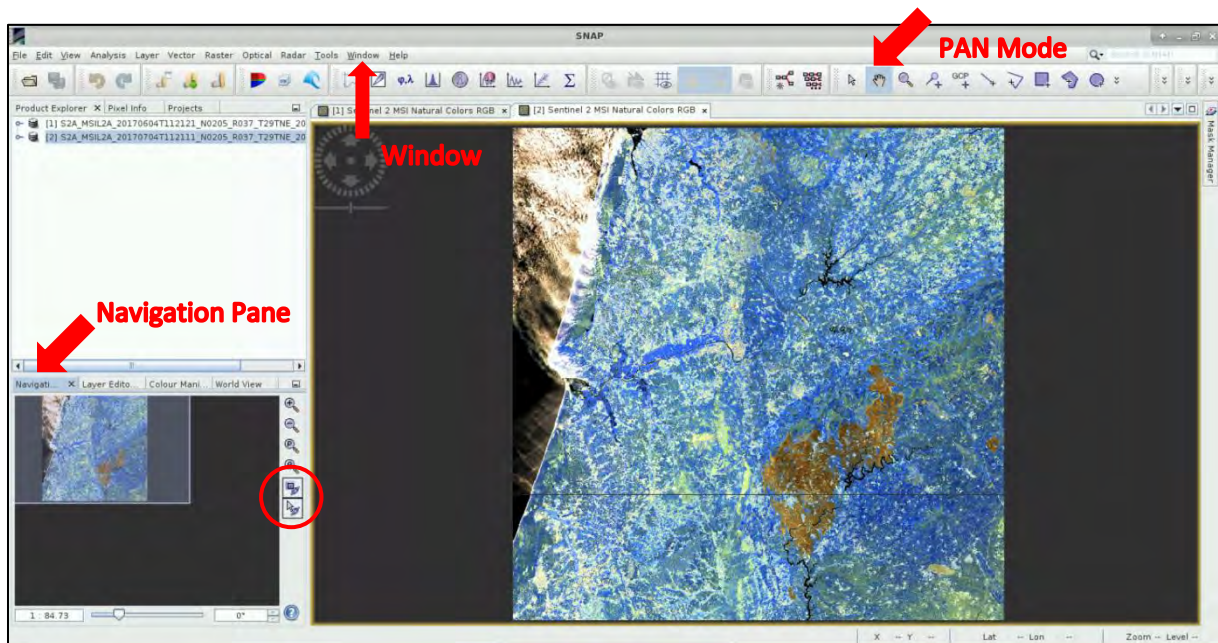 SNAP
File Edit View Analysis Layer Vector Raster Optical Radar Tools Window Help
PAN Mode
φ.λ Σ GCP
Product Explorer Pixel Info Projects
[1] Sentinel 2 MSI Natural Colors RGB [2] Sentinel 2 MSI Natural Colors RGB
[1] S2A_MSIL2A_20170604T112121_N0205_R037_T29TNE_20
[2] S2A_MSIL2A_20170704T112111_N0205_R037_T29TNE_20
Mask Manager
Window
Navigation Pane
Navigati... Layer Edito... Colour Mani... World View
1 : 84.73 0°
X -- Y -- Lat -- Lon -- Zoom -- Level --